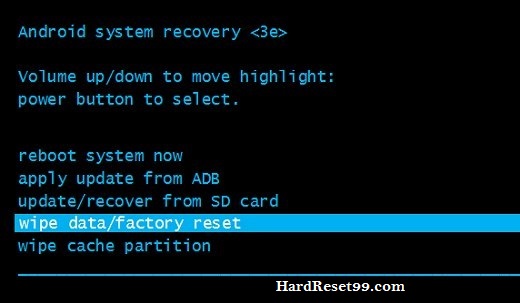 Android system recovery <3e>
Volume up/down to move highlight:
power button to select.
reboot system now
apply update from ADB
update/recover from SD card
wipe data/factory reset
wipe cache partition
HardReset99.com